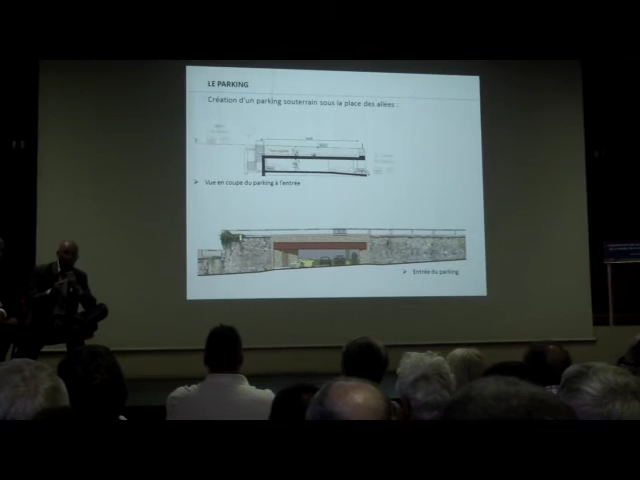 LE PARKING
Création d'un parking souterrain sous la place des allées :
➢ Vue en coupe du parking à l'entrée
➢ Entrée du parking